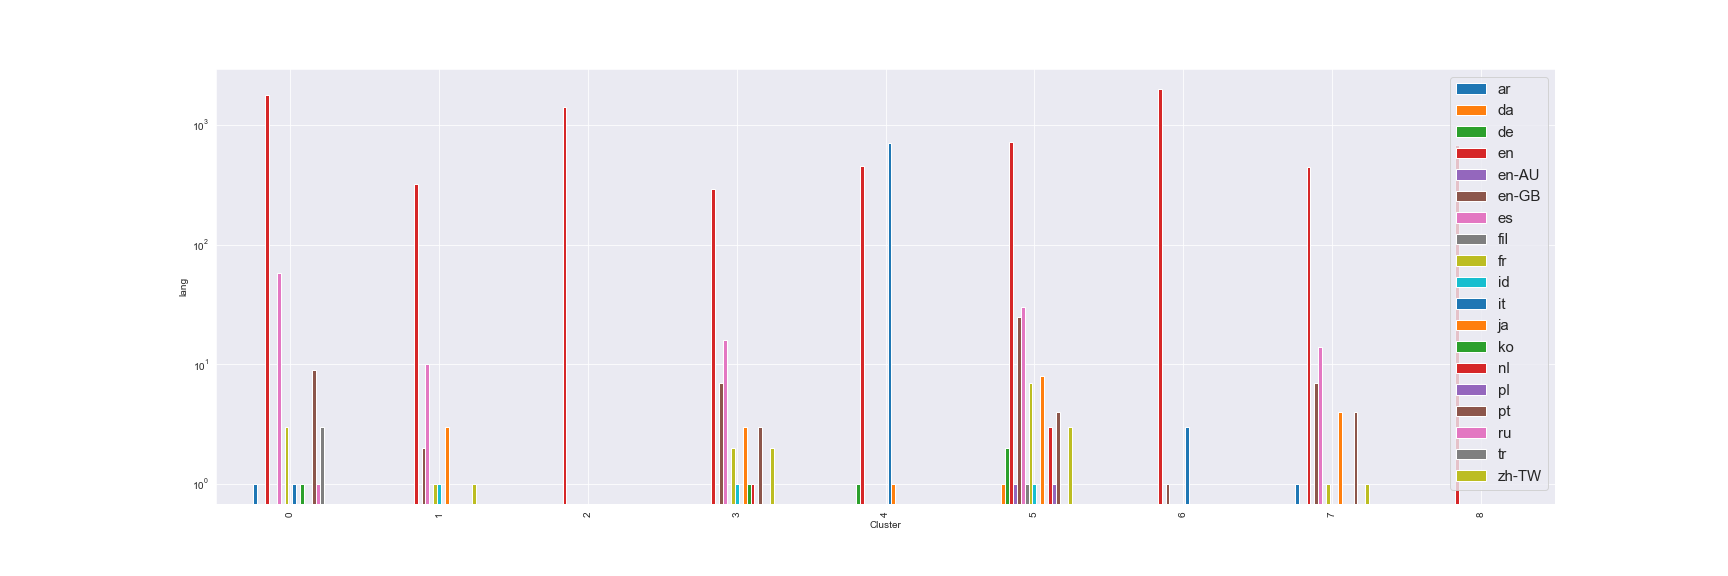 lang
10³
10²
10¹
10⁰
0 1 2 3 4 5 6 7 8
Cluster
ar
da
de
en
en-AU
en-GB
es
fil
fr
id
it
ja
ko
nl
pl
pt
ru
tr
zh-TW